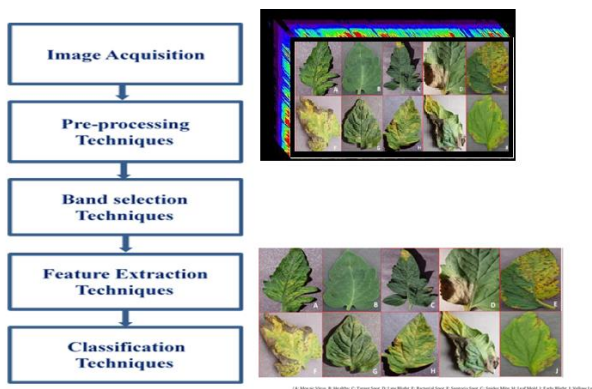 Image Acquisition
Pre-processing
Techniques
Band selection
Techniques
Feature Extraction
Techniques
Classification
Techniques
A B C D E
G H
A B C D E
F G H I J